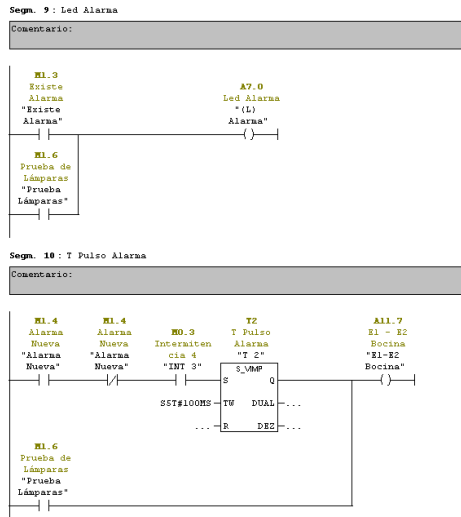 Segm. 9 : Led Alarma
Comentario:
M1.3
Existe
Alarma
"Existe
Alarma"
A7.0
Led Alarma
"(L)
Alarma"
M1.6
Prueba de
Lámparas
"Prueba
Lámparas"
Segm. 10 : T Pulso Alarma
Comentario:
M1.4
Alarma
Nueva
"Alarma
Nueva"
M1.4
Alarma
Nueva
"Alarma
Nueva"
M0.3
Intermiten
cia 4
"INT 3"
T2
T Pulso
Alarma
"T 2"
S_VIMP
S Q
S5T#100MS TW DUAL ...
... R DEZ ...
A11.7
E1 - E2
Bocina
"E1-E2
Bocina"
M1.6
Prueba de
Lámparas
"Prueba
Lámparas"